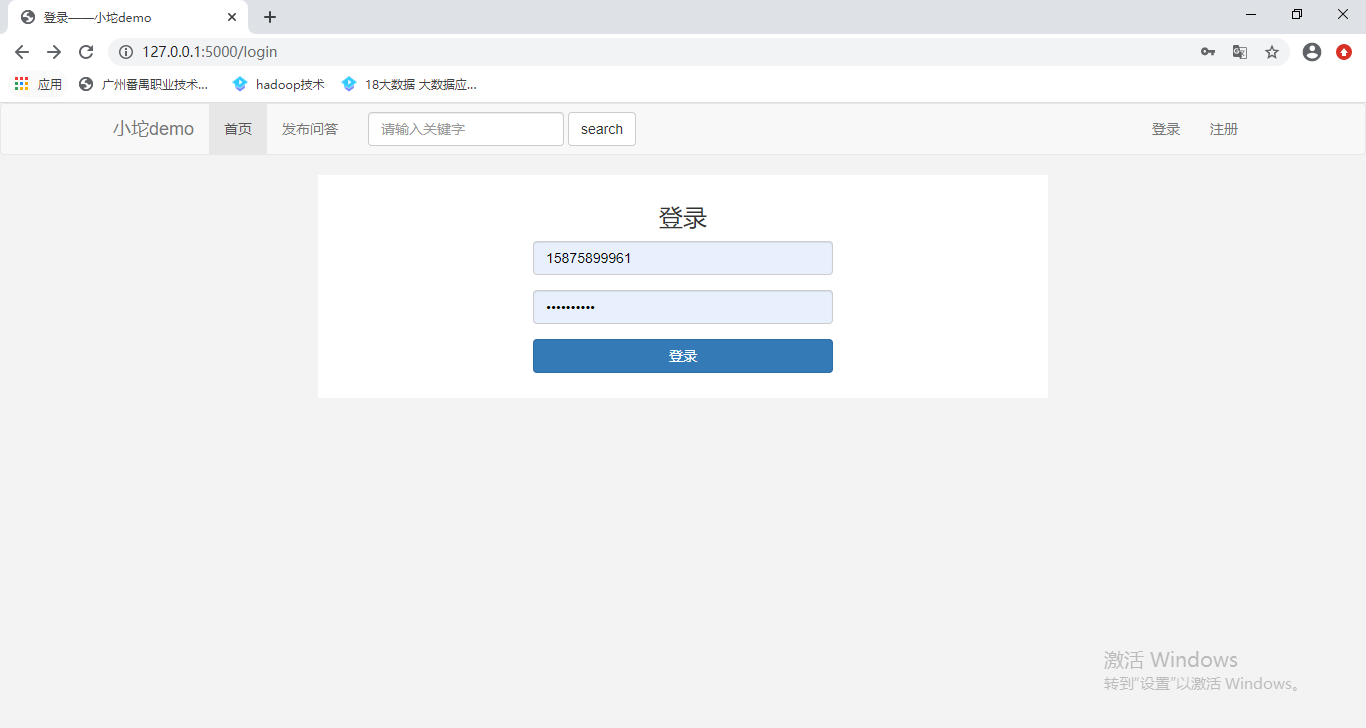 登录——小坨demo
127.0.0.1:5000/login
应用 广州番禺职业技术... hadoop技术 18大数据 大数据应...
小坨demo 首页 发布问答 请输入关键字 search 登录 注册
登录
15875899961
••••••••••
登录
激活 Windows
转到"设置"以激活 Windows。